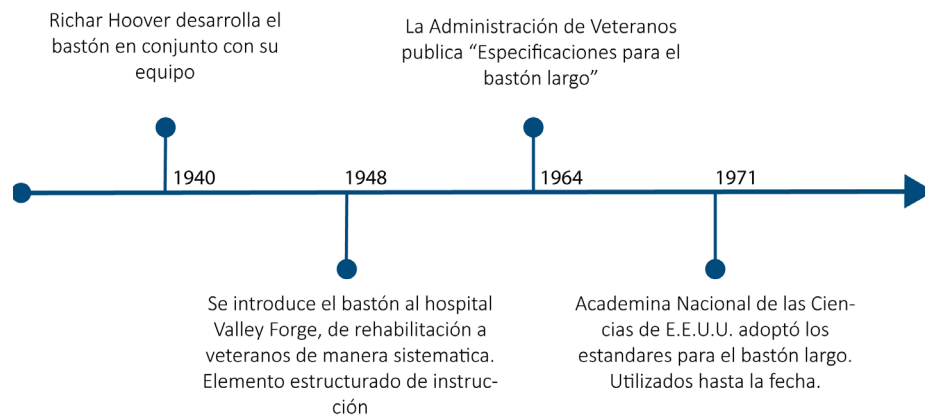 Richar Hoover desarrolla el
bastón en conjunto con su
equipo
La Administración de Veteranos
publica “Especificaciones para el
bastón largo”
1940
1948
1964
1971
Se introduce el bastón al hospital
Valley Forge, de rehabilitación a
veteranos de manera sistematica.
Elemento estructurado de instruc-
ción
Academina Nacional de las Cien-
cias de E.E.U.U. adoptó los
estandares para el bastón largo.
Utilizados hasta la fecha.